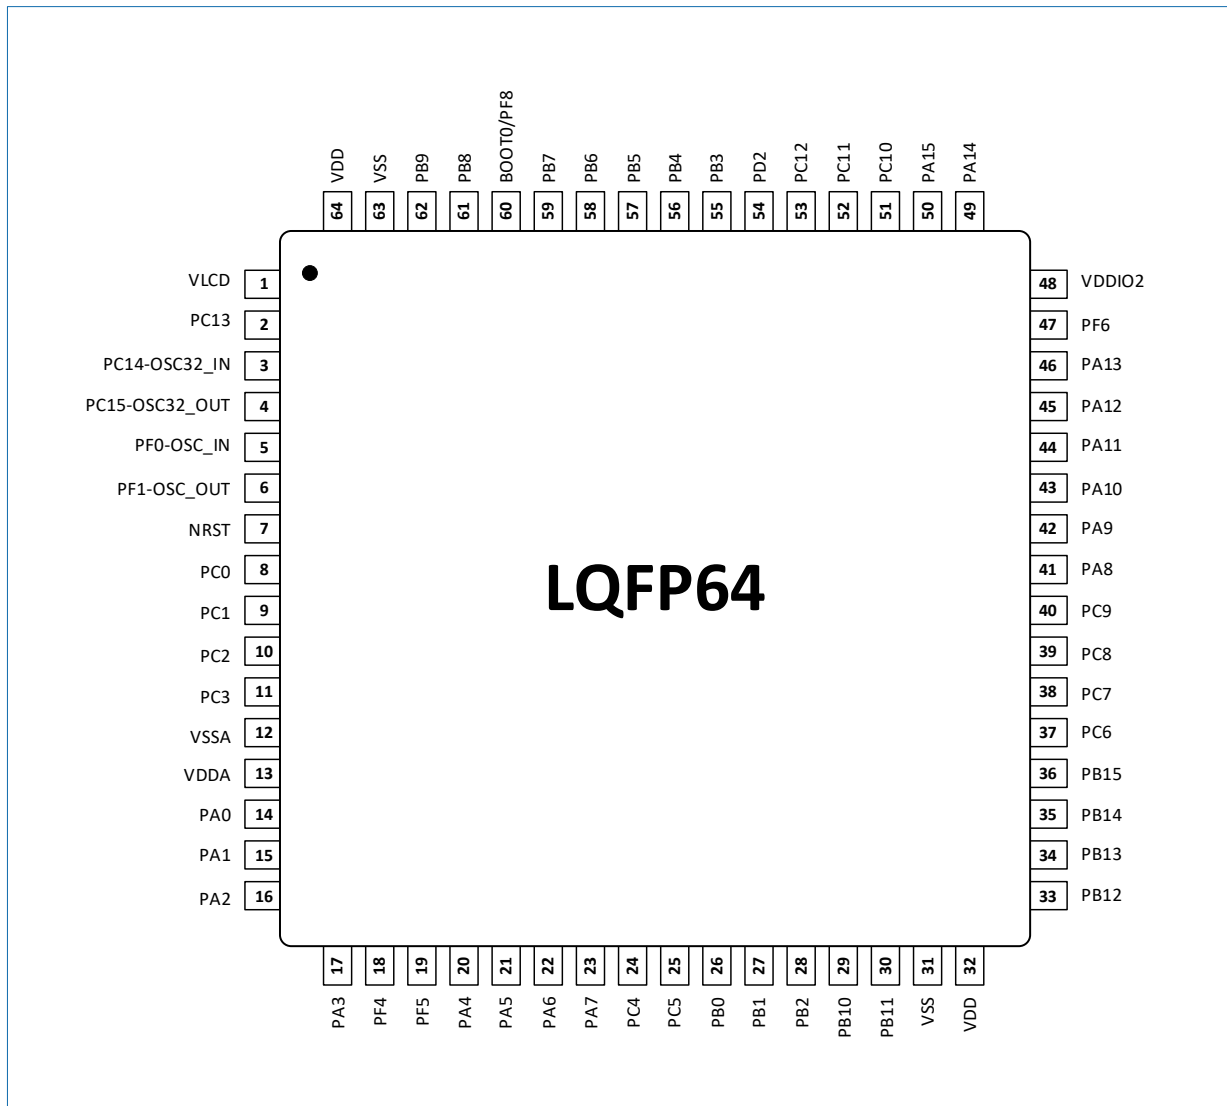 VDD
VSS
PB9
PB8
BOOT0/PF8
PB7
PB6
PB5
PB4
PB3
PD2
PC12
PC11
PC10
PA15
PA14
64
63
62
61
60
59
58
57
56
55
54
53
52
51
50
49
VLCD 1
PC13 2
PC14-OSC32_IN 3
PC15-OSC32_OUT 4
PF0-OSC_IN 5
PF1-OSC_OUT 6
NRST 7
PC0 8
PC1 9
PC2 10
PC3 11
VSSA 12
VDDA 13
PA0 14
PA1 15
PA2 16
LQFP64
48 VDDIO2
47 PF6
46 PA13
45 PA12
44 PA11
43 PA10
42 PA9
41 PA8
40 PC9
39 PC8
38 PC7
37 PC6
36 PB15
35 PB14
34 PB13
33 PB12
17
18
19
20
21
22
23
24
25
26
27
28
29
30
31
32
PA3
PF4
PF5
PA4
PA5
PA6
PA7
PC4
PC5
PB0
PB1
PB2
PB10
PB11
VSS
VDD